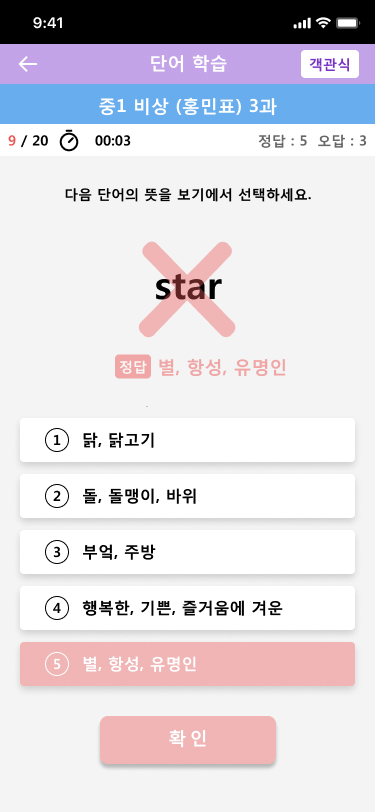 9:41
단어 학습
객관식
중1 비상 (홍민표) 3과
9 / 20 00:03 정답 : 5 오답 : 3
다음 단어의 뜻을 보기에서 선택하세요.
star
정답 별, 항성, 유명인
1 닭, 닭고기
2 돌, 돌맹이, 바위
3 부엌, 주방
4 행복한, 기쁜, 즐거움에 겨운
5 별, 항성, 유명인
확인